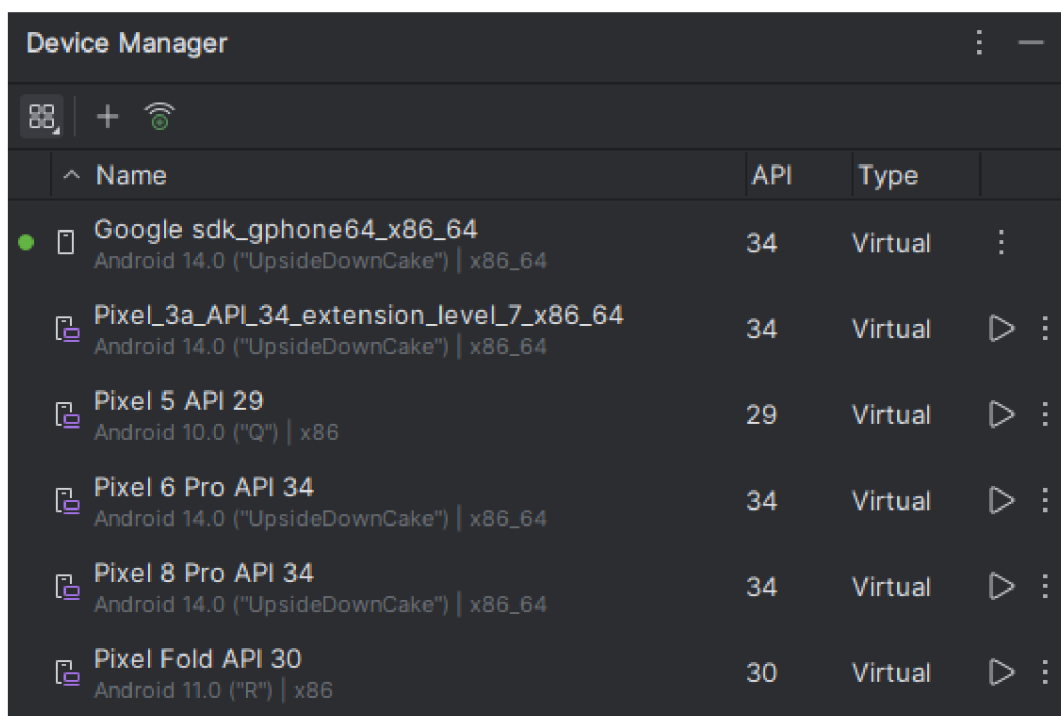 Device Manager
Name API Type
Google sdk_gphone64_x86_64 34 Virtual
Android 14.0 ("UpsideDownCake") | x86_64
Pixel_3a_API_34_extension_level_7_x86_64 34 Virtual
Android 14.0 ("UpsideDownCake") | x86_64
Pixel 5 API 29 29 Virtual
Android 10.0 ("Q") | x86
Pixel 6 Pro API 34 34 Virtual
Android 14.0 ("UpsideDownCake") | x86_64
Pixel 8 Pro API 34 34 Virtual
Android 14.0 ("UpsideDownCake") | x86_64
Pixel Fold API 30 30 Virtual
Android 11.0 ("R") | x86